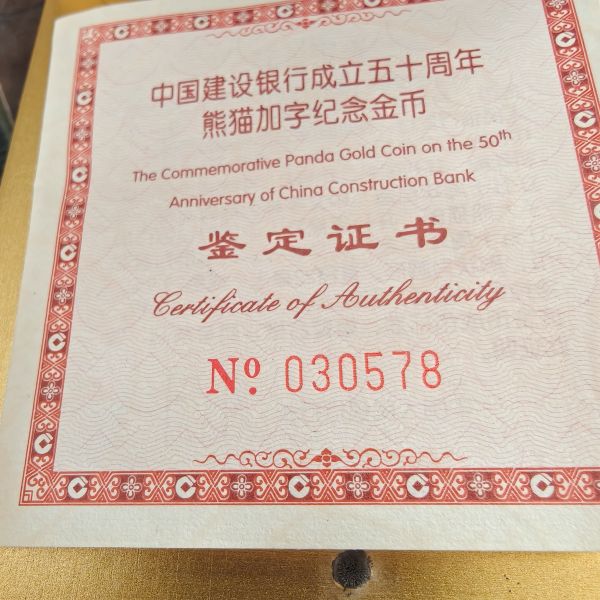 中国建设银行成立五十周年
熊猫加字纪念金币
The Commemorative Panda Gold Coin on the 50th
Anniversary of China Construction Bank
鉴定证书
Certificate of Authenticity
Nº 030578